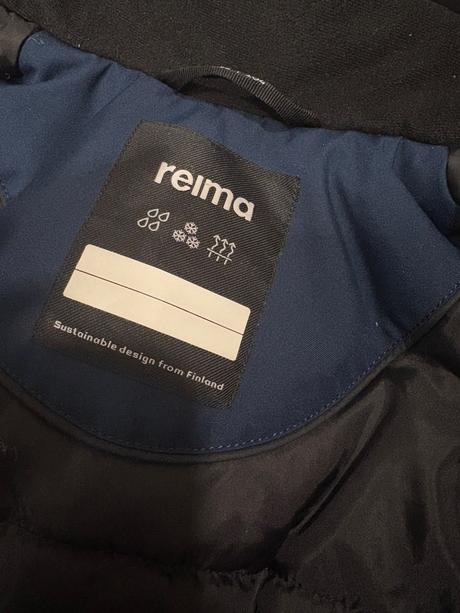 reima
Sustainable design from Finland